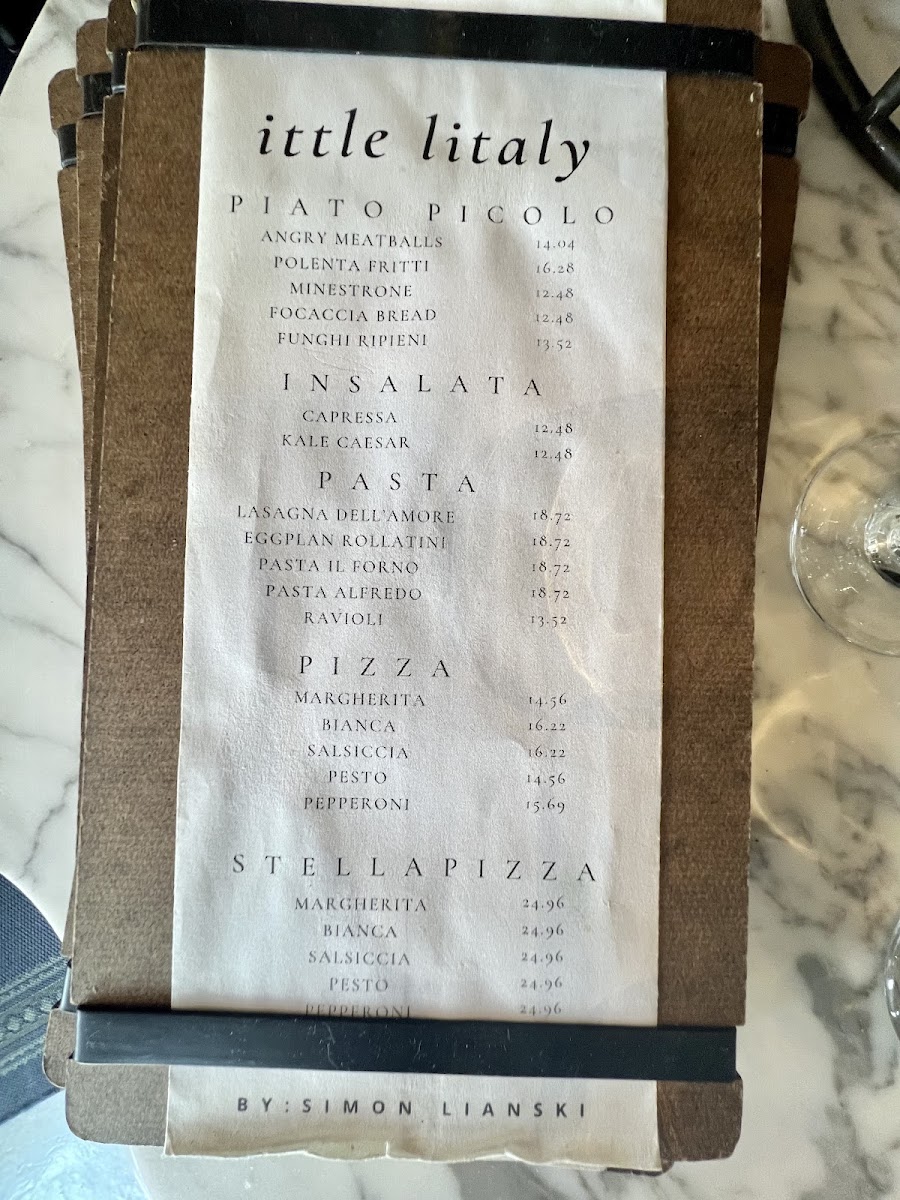 ittle litaly
PIATO PICOLO
ANGRY MEATBALLS 14.04
POLENTA FRITTI 16.28
MINESTRONE 12.48
FOCACCIA BREAD 12.48
FUNGHI RIPIENI 13.52
INSALATA
CAPRESSA 12.48
KALE CAESAR 12.48
PASTA
LASAGNA DELL'AMORE 18.72
EGGPLAN ROLLATINI 18.72
PASTA IL FORNO 18.72
PASTA ALFREDO 18.72
RAVIOLI 13.52
PIZZA
MARGHERITA 14.56
BIANCA 16.22
SALSICCIA 16.22
PESTO 14.56
PEPPERONI 15.69
STELLAPIZZA
MARGHERITA 24.96
BIANCA 24.96
SALSICCIA 24.96
PESTO 24.96
PEPPERONI 24.96
BY:SIMON LIANSKI